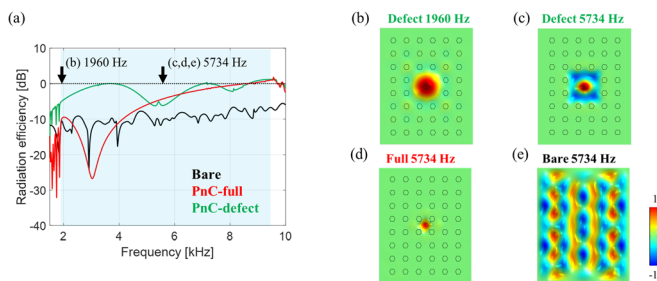 (a)
(b) 1960 Hz
(c,d,e) 5734 Hz
Radiation efficiency [dB]
10
0
-10
-20
-30
-40
Bare
PnC-full
PnC-defect
2
4
6
8
10
Frequency [kHz]
(b)
Defect 1960 Hz
(c)
Defect 5734 Hz
(d)
Full 5734 Hz
(e)
Bare 5734 Hz
1
-1